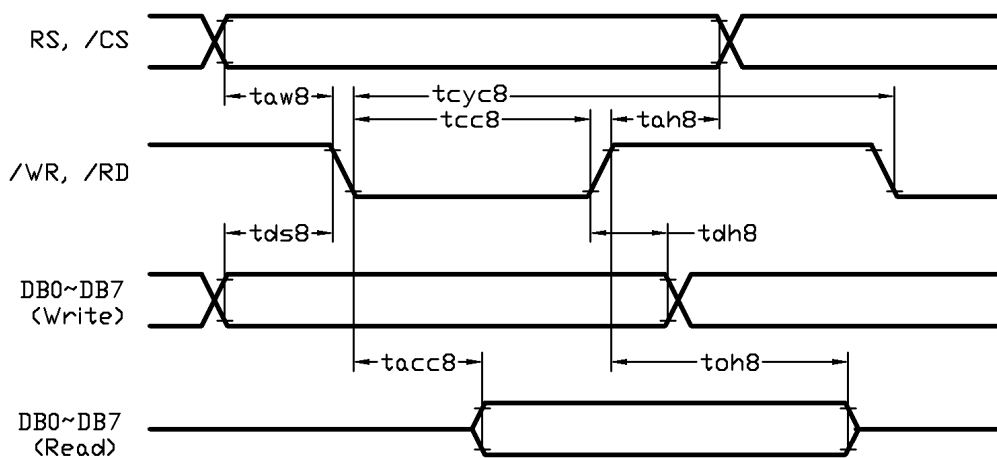 RS, /CS
taw8
tcyc8
tcc8
tah8
/WR, /RD
tds8
tdh8
DB0~DB7
(Write)
tacc8
toh8
DB0~DB7
(Read)